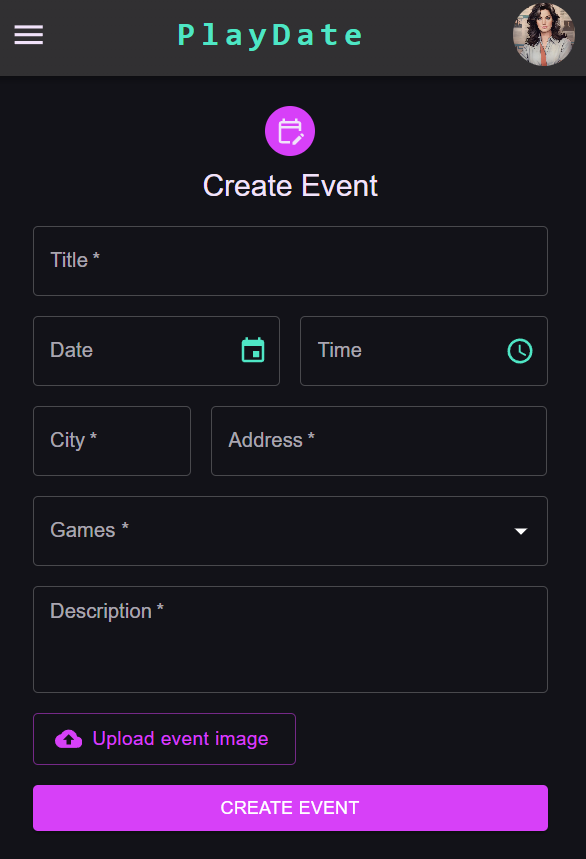 PlayDate
Create Event
Title *
Date
Time
City *
Address *
Games *
Description *
Upload event image
CREATE EVENT